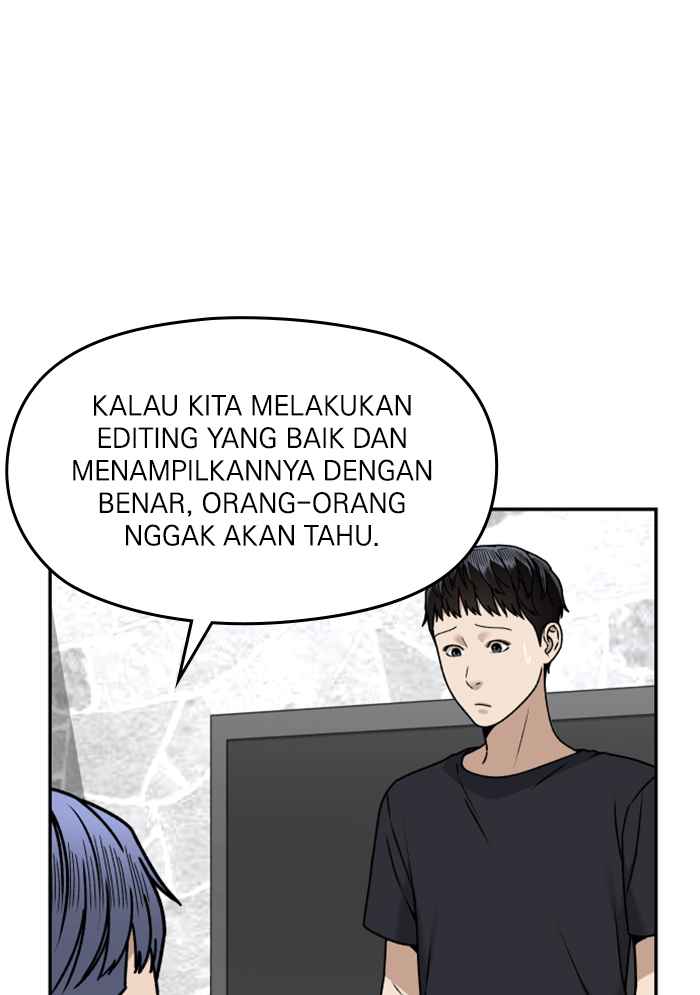 KALAU KITA MELAKUKAN
EDITING YANG BAIK DAN
MENAMPILKANNYA DENGAN
BENAR, ORANG-ORANG
NGGAK AKAN TAHU.